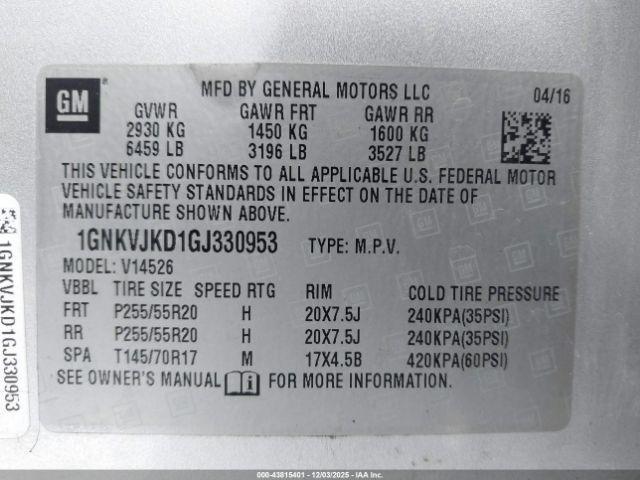 GM
MFD BY GENERAL MOTORS LLC
04/16
GVWR GAWR FRT GAWR RR
2930 KG 1450 KG 1600 KG
6459 LB 3196 LB 3527 LB
THIS VEHICLE CONFORMS TO ALL APPLICABLE U.S. FEDERAL MOTOR
VEHICLE SAFETY STANDARDS IN EFFECT ON THE DATE OF
MANUFACTURE SHOWN ABOVE.
1GNKVJKD1GJ330953 TYPE: M.P.V.
MODEL: V14526
VBBL TIRE SIZE SPEED RTG RIM COLD TIRE PRESSURE
FRT P255/55R20 H 20X7.5J 240KPA(35PSI)
RR P255/55R20 H 20X7.5J 240KPA(35PSI)
SPA T145/70R17 M 17X4.5B 420KPA(60PSI)
SEE OWNER'S MANUAL i FOR MORE INFORMATION.
1GNKVJKD1GJ330953
000-43815401 - 12/03/2025 - IAAI.COM